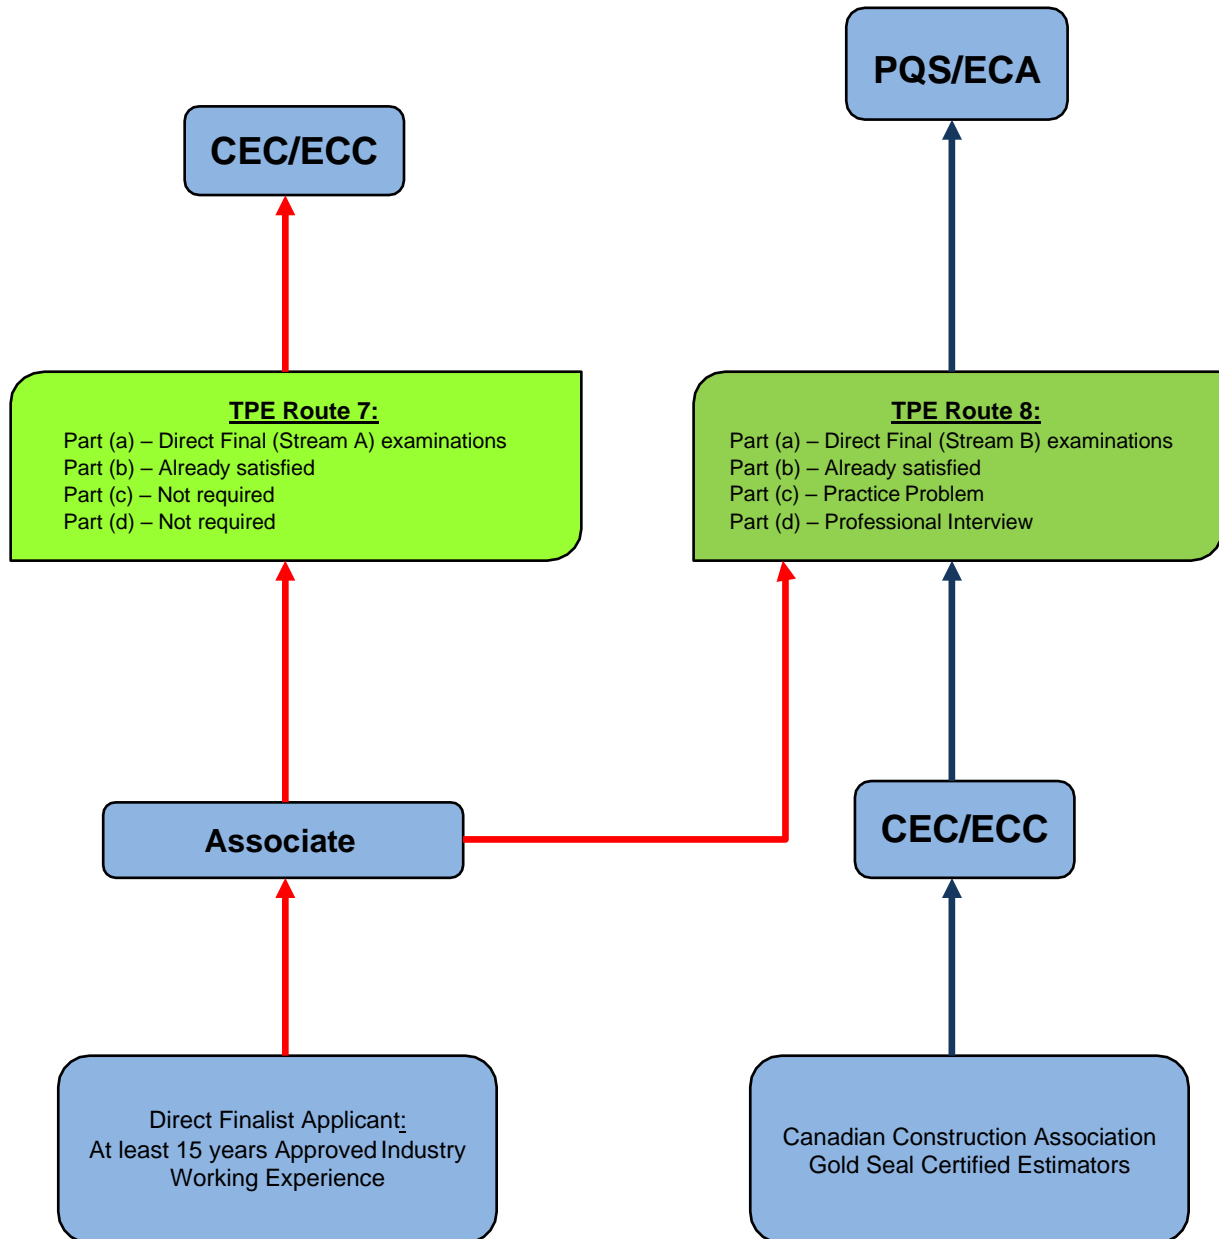 PQS/ECA
CEC/ECC
TPE Route 7:
Part (a) – Direct Final (Stream A) examinations
Part (b) – Already satisfied
Part (c) – Not required
Part (d) – Not required
TPE Route 8:
Part (a) – Direct Final (Stream B) examinations
Part (b) – Already satisfied
Part (c) – Practice Problem
Part (d) – Professional Interview
Associate
CEC/ECC
Direct Finalist Applicant:
At least 15 years Approved Industry
Working Experience
Canadian Construction Association
Gold Seal Certified Estimators